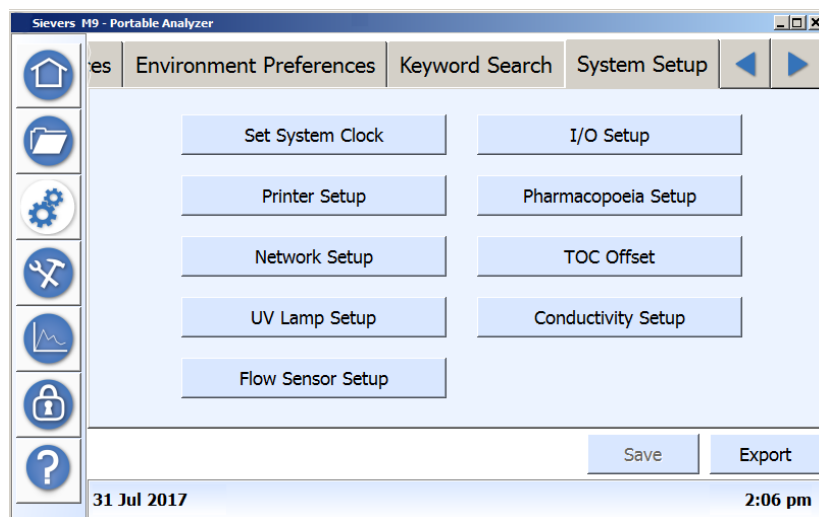 Sievers M9 - Portable Analyzer
es Environment Preferences Keyword Search System Setup
Set System Clock I/O Setup
Printer Setup Pharmacopoeia Setup
Network Setup TOC Offset
UV Lamp Setup Conductivity Setup
Flow Sensor Setup
?
Save Export
31 Jul 2017 2:06 pm